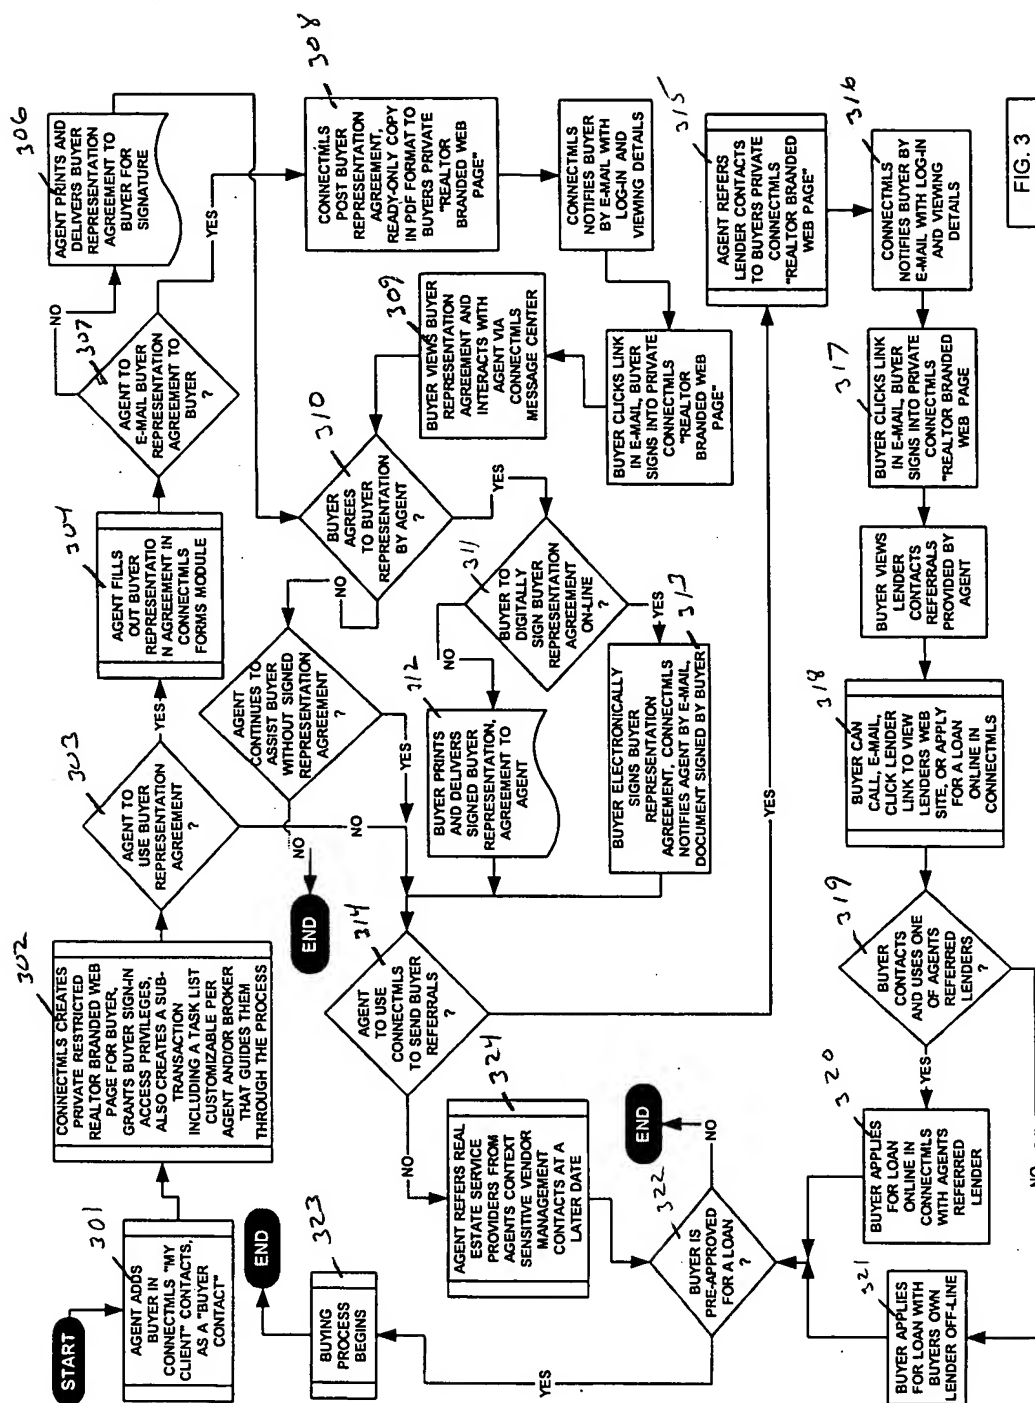 START
301
AGENT ADDS
BUYER IN
CONNECTMLS "MY
CLIENT" CONTACTS,
AS A "BUYER
CONTACT"
302
CONNECTMLS CREATES
PRIVATE RESTRICTED
REALTOR BRANDED WEB
PAGE FOR BUYER,
GRANTS BUYER SIGN-IN
ACCESS PRIVILEGES,
ALSO CREATES A SUB-
TRANSACTION
INCLUDING A TASK LIST
CUSTOMIZABLE PER
AGENT AND/OR BROKER
THAT GUIDES THEM
THROUGH THE PROCESS
303
AGENT TO
USE BUYER
REPRESENTATION
AGREEMENT
?
YES
NO
304
AGENT FILLS
OUT BUYER
REPRESENTATIO
N AGREEMENT IN
CONNECTMLS
FORMS MODULE
307
AGENT TO
E-MAIL BUYER
REPRESENTATION
AGREEMENT TO
BUYER
?
NO
YES
306
AGENT PRINTS AND
DELIVERS BUYER
REPRESENTATION
AGREEMENT TO
BUYER FOR
SIGNATURE
308
CONNECTMLS
POST BUYER
REPRESENTATION
AGREEMENT,
READY-ONLY COPY
IN PDF FORMAT TO
BUYERS PRIVATE
"REALTOR
BRANDED WEB
PAGE"
CONNECTMLS
NOTIFIES BUYER
BY E-MAIL WITH
LOG-IN AND
VIEWING DETAILS
BUYER CLICKS LINK
IN E-MAIL, BUYER
SIGNS INTO PRIVATE
CONNECTMLS
"REALTOR
BRANDED WEB
PAGE"
309
BUYER VIEWS BUYER
REPRESENTATION
AGREEMENT AND
INTERACTS WITH
AGENT VIA
CONNECTMLS
MESSAGE CENTER
310
BUYER
AGREES
TO BUYER
REPRESENTATION
BY AGENT
?
NO
YES
AGENT
CONTINUES TO
ASSIST BUYER
WITHOUT SIGNED
REPRESENTATION
AGREEMENT
?
NO
YES
END
311
BUYER TO
DIGITALLY
SIGN BUYER
REPRESENTATION
AGREEMENT
ON-LINE
?
NO
YES
312
BUYER PRINTS
AND DELIVERS
SIGNED BUYER
REPRESENTATION,
AGREEMENT TO
AGENT
313
BUYER ELECTRONICALLY
SIGNS BUYER
REPRESENTATION
AGREEMENT, CONNECTMLS
NOTIFIES AGENT BY E-MAIL,
DOCUMENT SIGNED BY BUYER
314
AGENT
TO USE
CONNECTMLS
TO SEND BUYER
REFERRALS
?
NO
YES
315
AGENT REFERS
LENDER CONTACTS
TO BUYERS PRIVATE
CONNECTMLS
"REALTOR BRANDED
WEB PAGE"
316
CONNECTMLS
NOTIFIES BUYER BY
E-MAIL WITH LOG-IN
AND VIEWING
DETAILS
317
BUYER CLICKS LINK
IN E-MAIL, BUYER
SIGNS INTO PRIVATE
CONNECTMLS
"REALTOR BRANDED
WEB PAGE
BUYER VIEWS
LENDER
CONTACTS
REFERRALS
PROVIDED BY
AGENT
318
BUYER CAN
CALL, E-MAIL,
CLICK LENDER
LINK TO VIEW
LENDERS WEB
SITE, OR APPLY
FOR A LOAN
ONLINE IN
CONNECTMLS
319
BUYER
CONTACTS
AND USES ONE
OF AGENTS
REFERRED
LENDERS
?
YES
NO
320
BUYER APPLIES
FOR LOAN
ONLINE IN
CONNECTMLS
WITH AGENTS
REFERRED
LENDER
321
BUYER APPLIES
FOR LOAN WITH
BUYERS OWN
LENDER OFF-LINE
324
AGENT REFERS REAL
ESTATE SERVICE
PROVIDERS FROM
AGENTS CONTEXT
SENSITIVE VENDOR
MANAGEMENT
CONTACTS AT A
LATER DATE
322
BUYER IS
PRE-APPROVED
FOR A LOAN
?
NO
END
YES
323
BUYING
PROCESS
BEGINS
END
FIG. 3